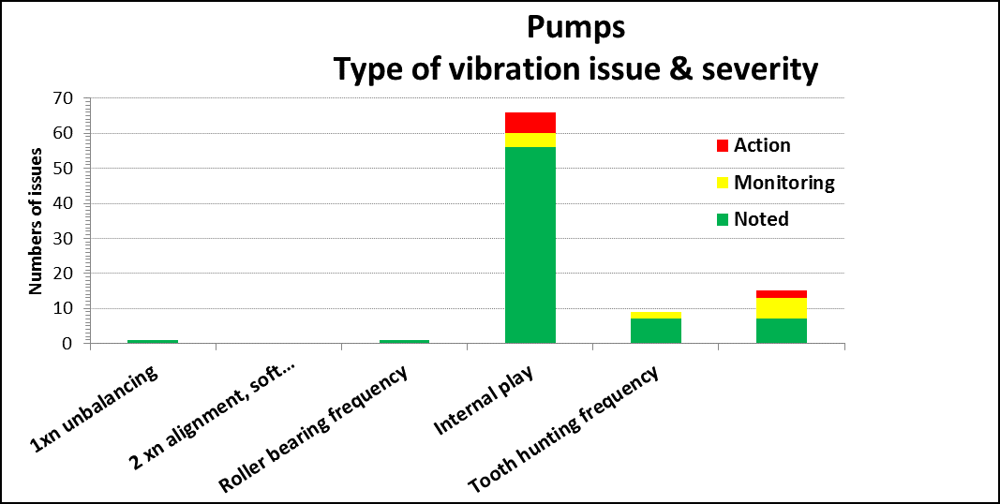 Pumps
Type of vibration issue & severity
Numbers of issues
70
60
50
40
30
20
10
0
Action
Monitoring
Noted
1xn unbalancing
2 xn alignment, soft...
Roller bearing frequency
Internal play
Tooth hunting frequency